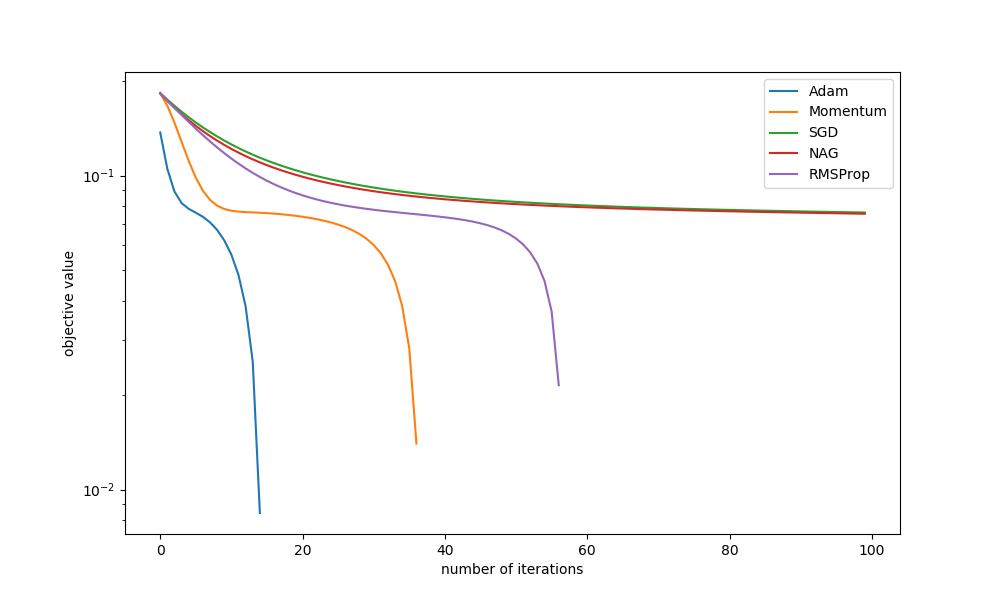 Adam
Momentum
SGD
NAG
RMSProp
10⁻¹
10⁻²
objective value
0 20 40 60 80 100
number of iterations